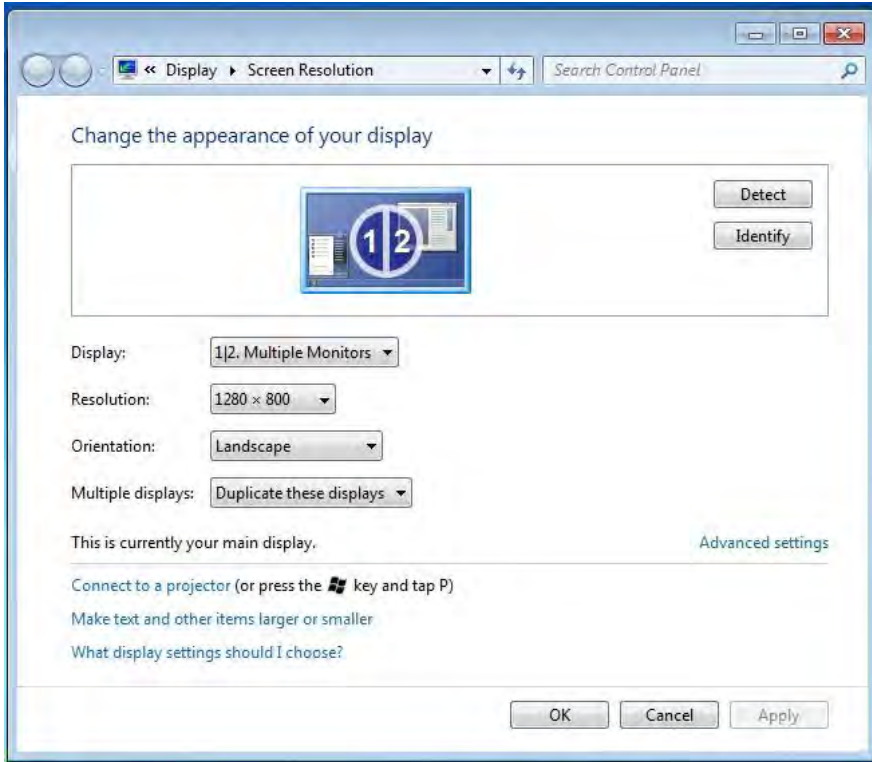 « Display ▸ Screen Resolution
Search Control Panel
Change the appearance of your display
1 2
Detect
Identify
Display: 1|2. Multiple Monitors
Resolution: 1280 × 800
Orientation: Landscape
Multiple displays: Duplicate these displays
This is currently your main display. Advanced settings
Connect to a projector (or press the key and tap P)
Make text and other items larger or smaller
What display settings should I choose?
OK Cancel Apply